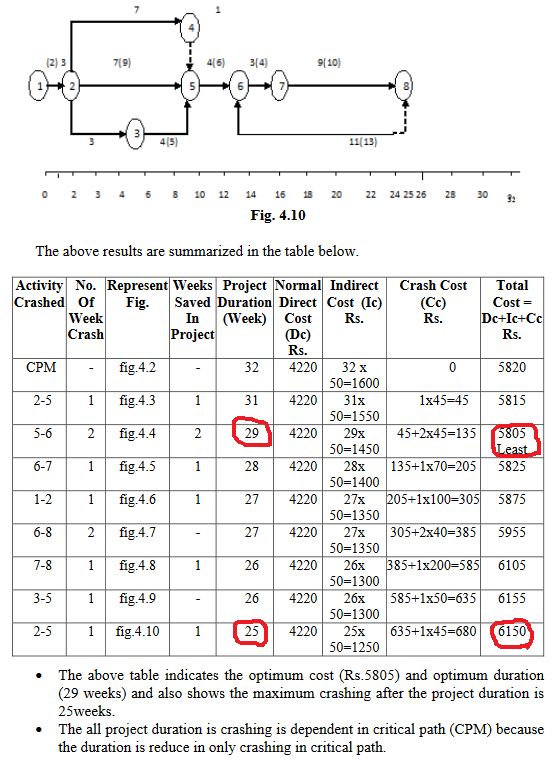 7 1
4
(2) 3 7(9) 4(6) 3(4) 9(10)
1 2 5 6 7 8
3 3 4(5) 11(13)
0 2 3 4 6 8 10 12 14 16 18 20 22 24 25 26 28 30 32
Fig. 4.10
The above results are summarized in the table below.
Activity No. Represent Weeks Project Normal Indirect Crash Cost Total
Crashed Of Fig. Saved Duration Direct Cost (Ic) (Cc) Cost =
Week In (Week) Cost Rs. Rs. Dc+Ic+Cc
Crash Project (Dc) Rs.
Rs.
CPM - fig.4.2 - 32 4220 32 x 0 5820
50=1600
2-5 1 fig.4.3 1 31 4220 31x 1x45=45 5815
50=1550
5-6 2 fig.4.4 2 29 4220 29x 45+2x45=135 5805
50=1450 Least
6-7 1 fig.4.5 1 28 4220 28x 135+1x70=205 5825
50=1400
1-2 1 fig.4.6 1 27 4220 27x 205+1x100=305 5875
50=1350
6-8 2 fig.4.7 - 27 4220 27x 305+2x40=385 5955
50=1350
7-8 1 fig.4.8 1 26 4220 26x 385+1x200=585 6105
50=1300
3-5 1 fig.4.9 - 26 4220 26x 585+1x50=635 6155
50=1300
2-5 1 fig.4.10 1 25 4220 25x 635+1x45=680 6150
50=1250
• The above table indicates the optimum cost (Rs.5805) and optimum duration
(29 weeks) and also shows the maximum crashing after the project duration is
25weeks.
• The all project duration is crashing is dependent in critical path (CPM) because
the duration is reduce in only crashing in critical path.